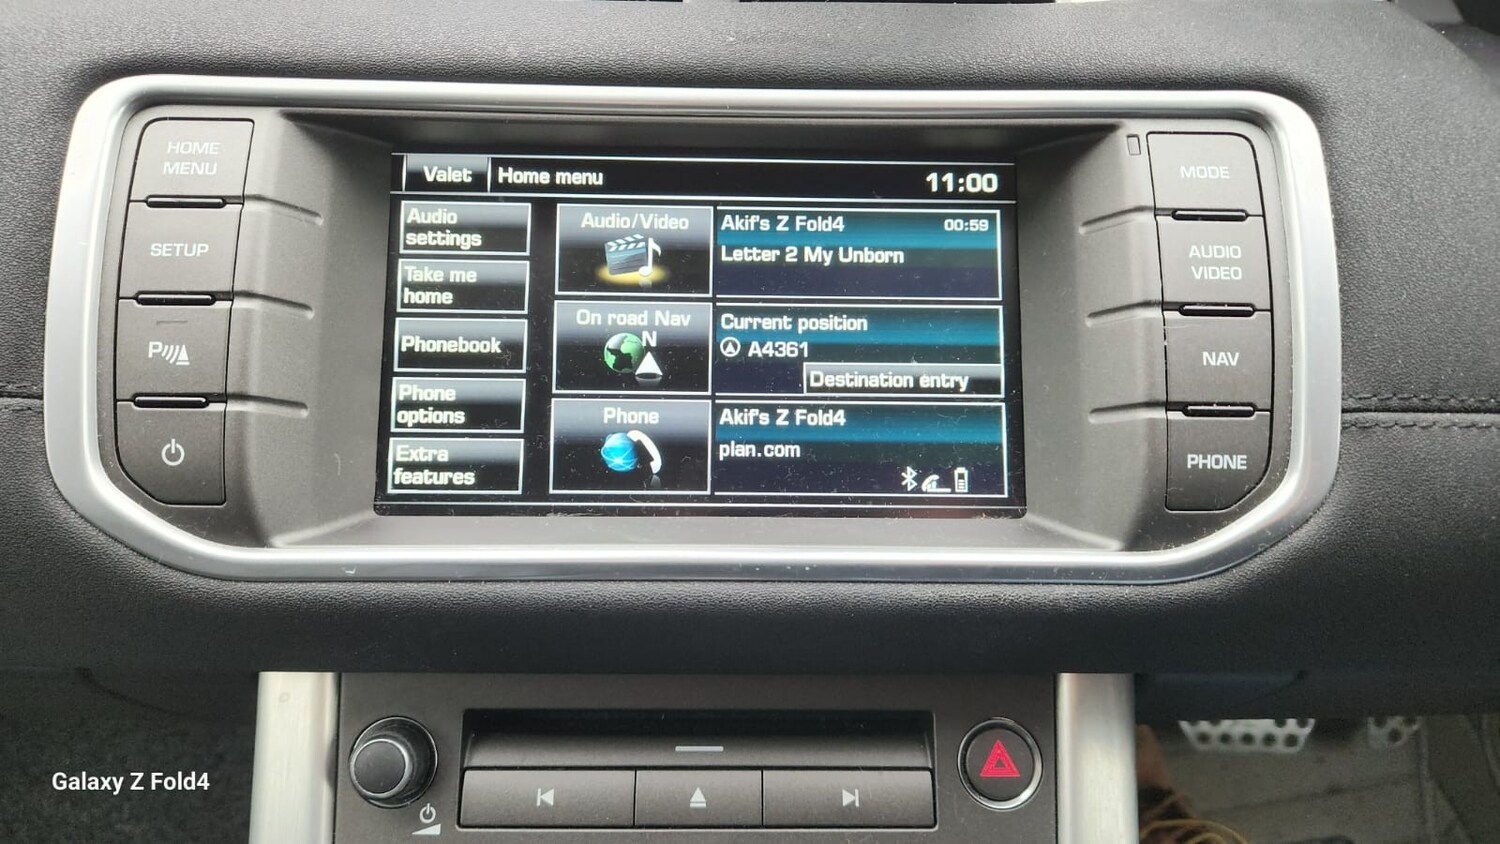 HOME
MENU
SETUP
P
Valet
Home menu
11:00
Audio
settings
Take me
home
Phonebook
Phone
options
Extra
features
Audio/Video
On road Nav
N
Phone
Akif's Z Fold4 00:59
Letter 2 My Unborn
Current position
A4361
Destination entry
Akif's Z Fold4
plan.com
MODE
AUDIO
VIDEO
NAV
PHONE
Galaxy Z Fold4